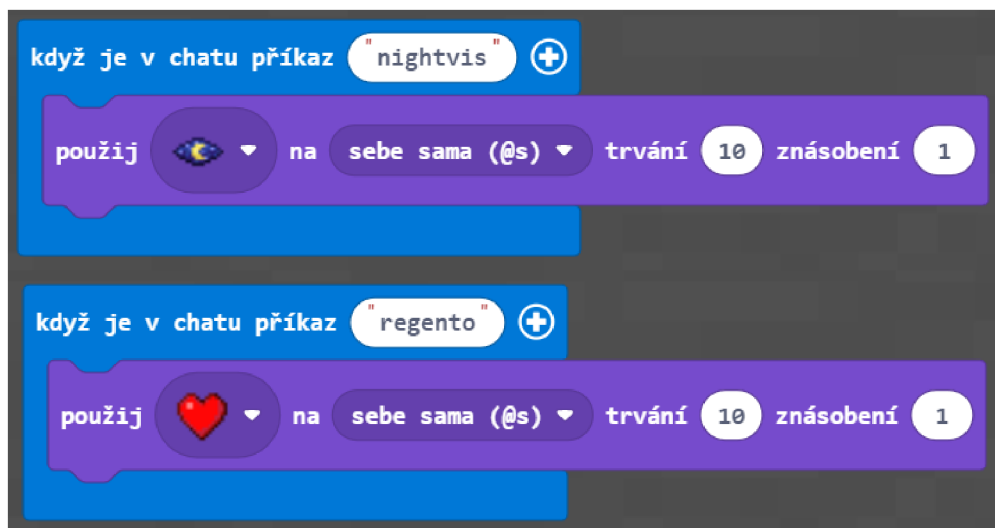 když je v chatu příkaz "nightvis"
použij na sebe sama (@s) trvání 10 znásobení 1
když je v chatu příkaz "regento"
použij na sebe sama (@s) trvání 10 znásobení 1